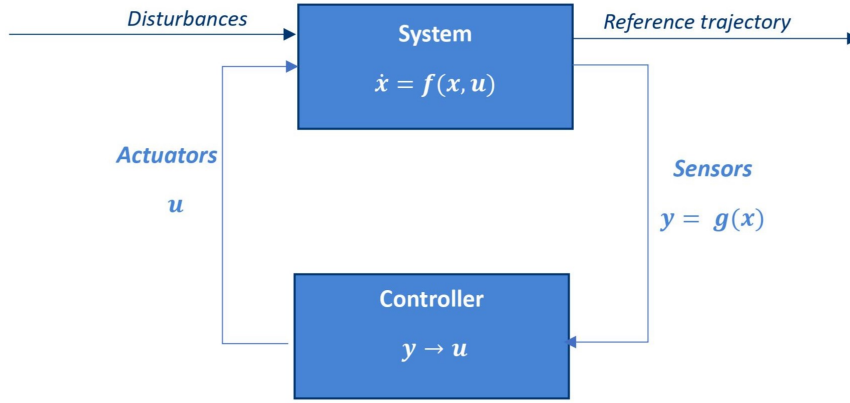 Disturbances
System
Reference trajectory
ẋ = f(x, u)
Actuators
u
Sensors
y = g(x)
Controller
y → u